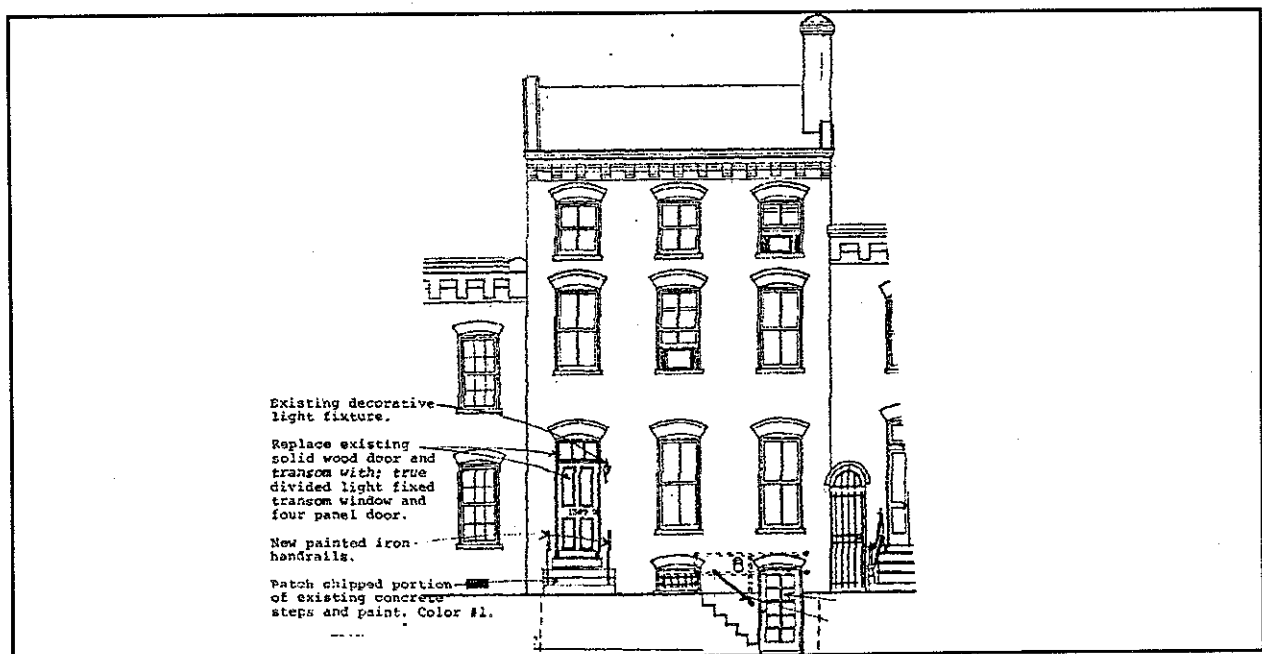 Existing decorative
light fixture.
Replace existing
solid wood door and
transom with; true
divided light fixed
transom window and
four panel door.
New painted iron
handrails.
Patch chipped portion
of existing concrete
steps and paint. Color #1.